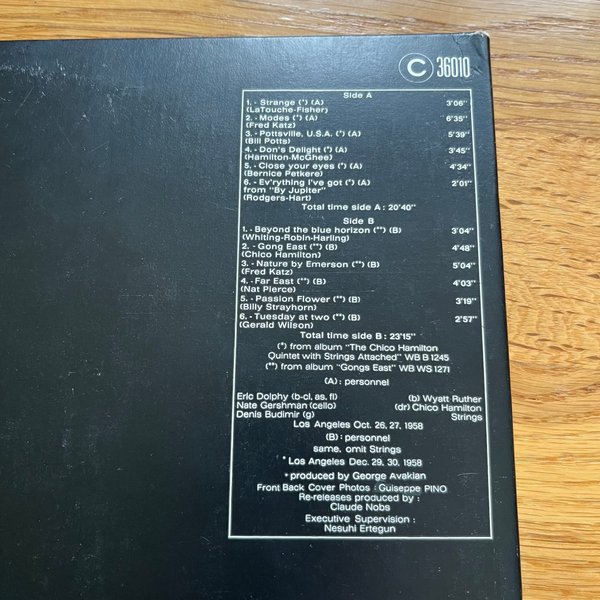 C 36010
Side A
1. - Strange (*) (A) 3'06''
(LaTouche-Fisher)
2. - Modes (*) (A) 6'35''
(Fred Katz)
3. - Pottsville, U.S.A. (*) (A) 5'39''
(Bill Potts)
4. - Don's Delight (*) (A) 3'45''
(Hamilton-McGhee)
5. - Close your eyes (*) (A) 4'34''
(Bernice Petkere)
6. - Ev'rything I've got (*) (A) 2'01''
from "By Jupiter"
(Rodgers-Hart)
Total time side A : 20'40''
Side B
1. - Beyond the blue horizon (**) (B) 3'04''
(Whiting-Robin-Harling)
2. - Gong East (**) (B) 4'48''
(Chico Hamilton)
3. - Nature by Emerson (**) (B) 5'04''
(Fred Katz)
4. - Far East (**) (B) 4'03''
(Nat Pierce)
5. - Passion Flower (**) (B) 3'19''
(Billy Strayhorn)
6. - Tuesday at two (**) (B) 2'57''
(Gerald Wilson)
Total time side B : 23'15''
(*) from album "The Chico Hamilton
Quintet with Strings Attached" WB B 1245
(**) from album "Gongs East" WB WS 1271
(A) : personnel
Eric Dolphy (b-cl, as, fl) (b) Wyatt Ruther
Nate Gershman (cello) (dr) Chico Hamilton
Denis Budimir (g) Strings
Los Angeles Oct. 26, 27, 1958
(B) : personnel
same, omit Strings
* Los Angeles Dec. 29, 30, 1958
* produced by George Avakian
Front Back Cover Photos : Guiseppe PINO
Re-releases produced by :
Claude Nobs
Executive Supervision :
Nesuhi Ertegun